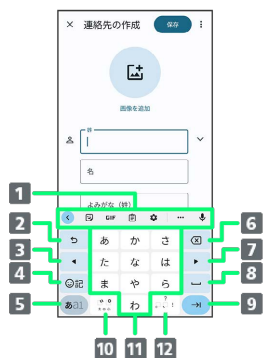 × 連絡先の作成 保存
画像を追加
姓
名
よみがな（姓）
1
GIF
2 あ か さ 6
3 た な は 7
4 ☺記 ま や ら 8
5 あa1 わ 、。?! 9
10 11 12